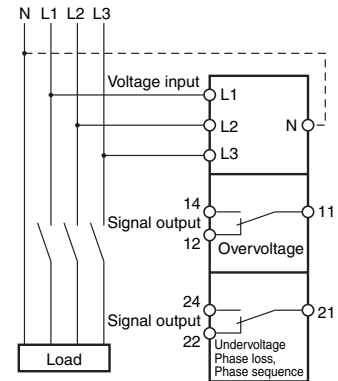 N L1 L2 L3
Voltage input
L1
L2
N
L3
14
11
Signal output
12
Overvoltage
24
21
Signal output
22
Undervoltage
Phase loss,
Phase sequence
Load